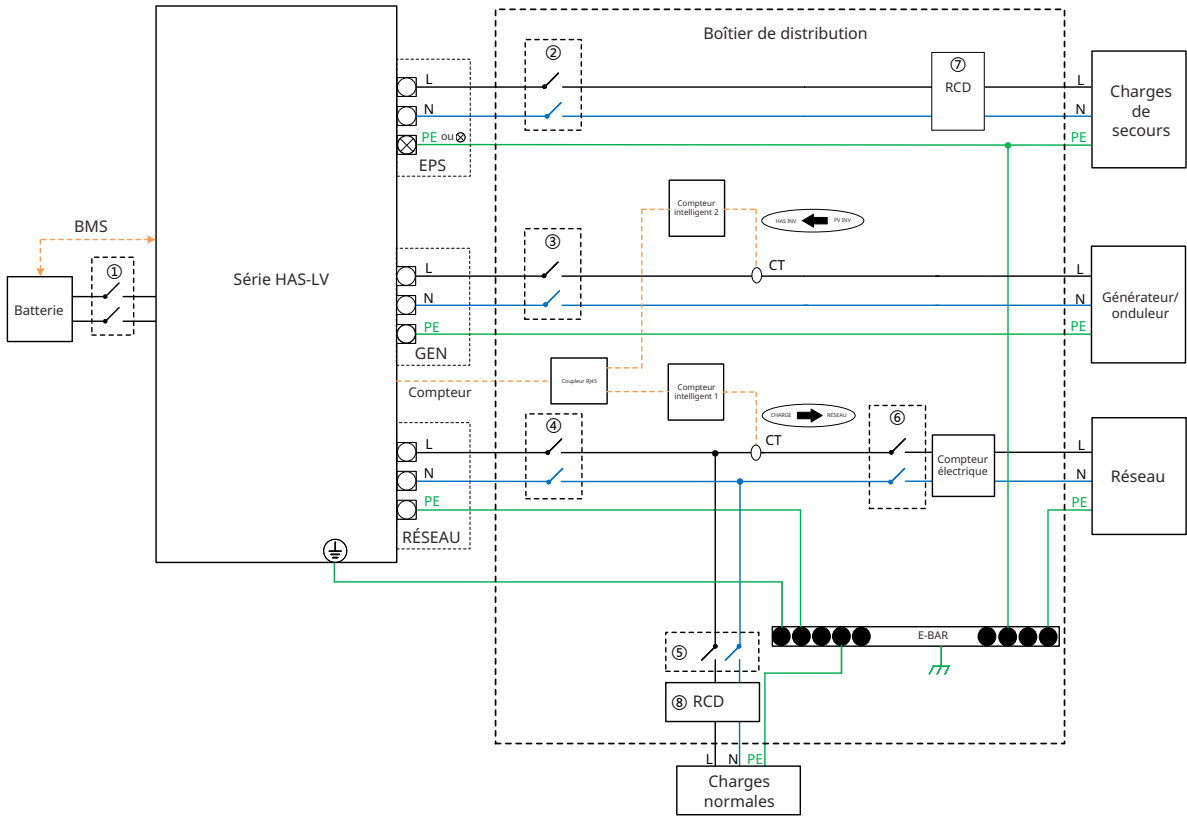 Boîtier de distribution
②
⑦
RCD
L
N
PE ou ⊗
EPS
L
N
PE
Charges
de
secours
BMS
①
Batterie
Série HAS-LV
Compteur
intelligent 2
HAS INV
PV INV
③
CT
L
N
PE
GEN
L
N
PE
Générateur/
onduleur
Compteur
Coupleur RJ45
Compteur
intelligent 1
CHARGE
RÉSEAU
④
CT
⑥
Compteur
électrique
L
N
PE
RÉSEAU
L
N
PE
Réseau
E-BAR
⑤
⑧ RCD
L N PE
Charges
normales